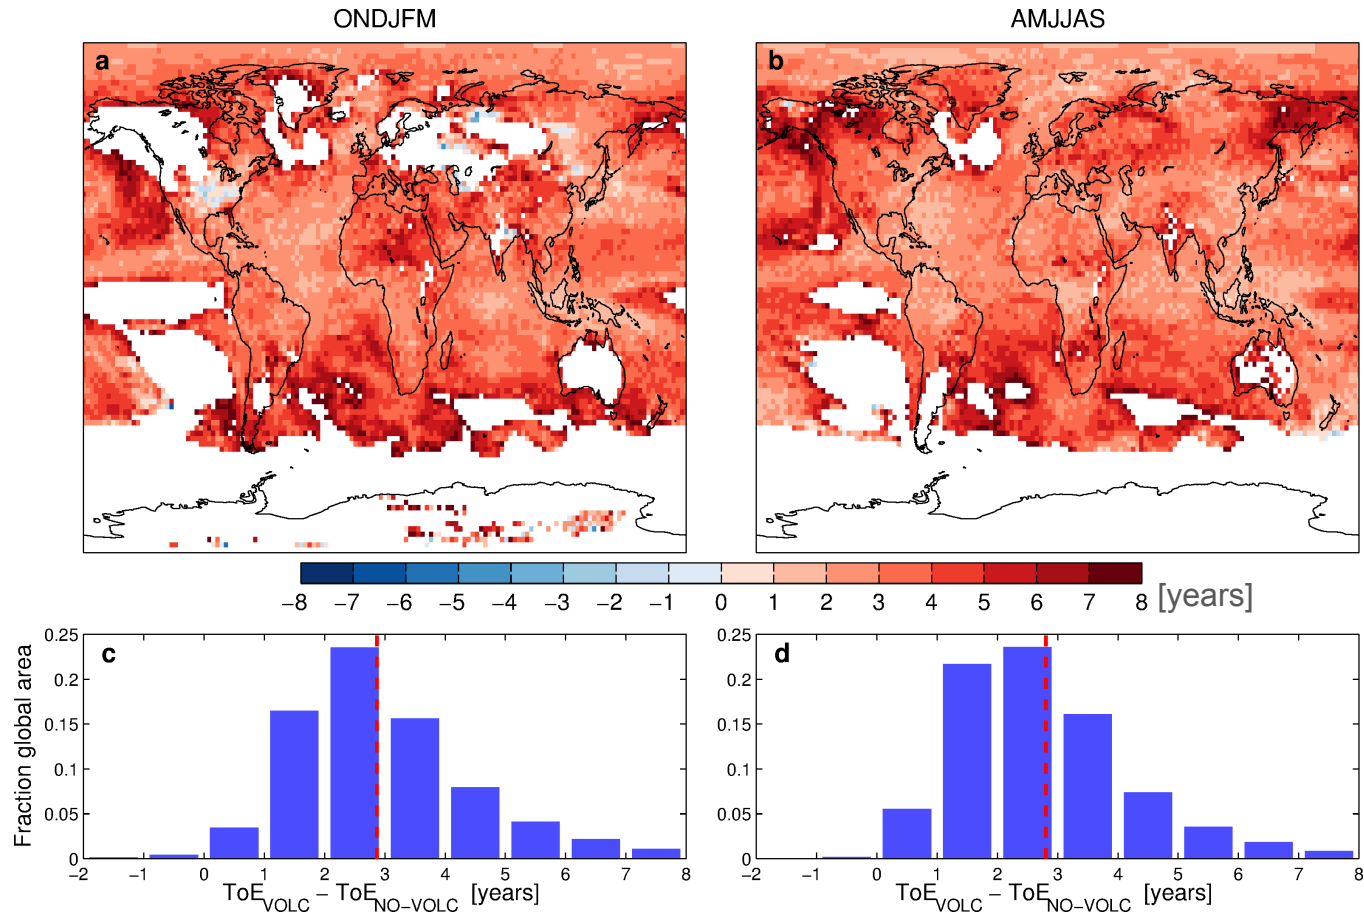 ONDJFM
AMJJAS
a
b
−8 −7 −6 −5 −4 −3 −2 −1 0 1 2 3 4 5 6 7 8 [years]
c
d
0.25
0.2
0.15
0.1
0.05
0
Fraction global area
−2 −1 0 1 2 3 4 5 6 7 8
ToE_VOLC − ToE_NO−VOLC [years]
0.25
0.2
0.15
0.1
0.05
0
−2 −1 0 1 2 3 4 5 6 7 8
ToE_VOLC − ToE_NO−VOLC [years]